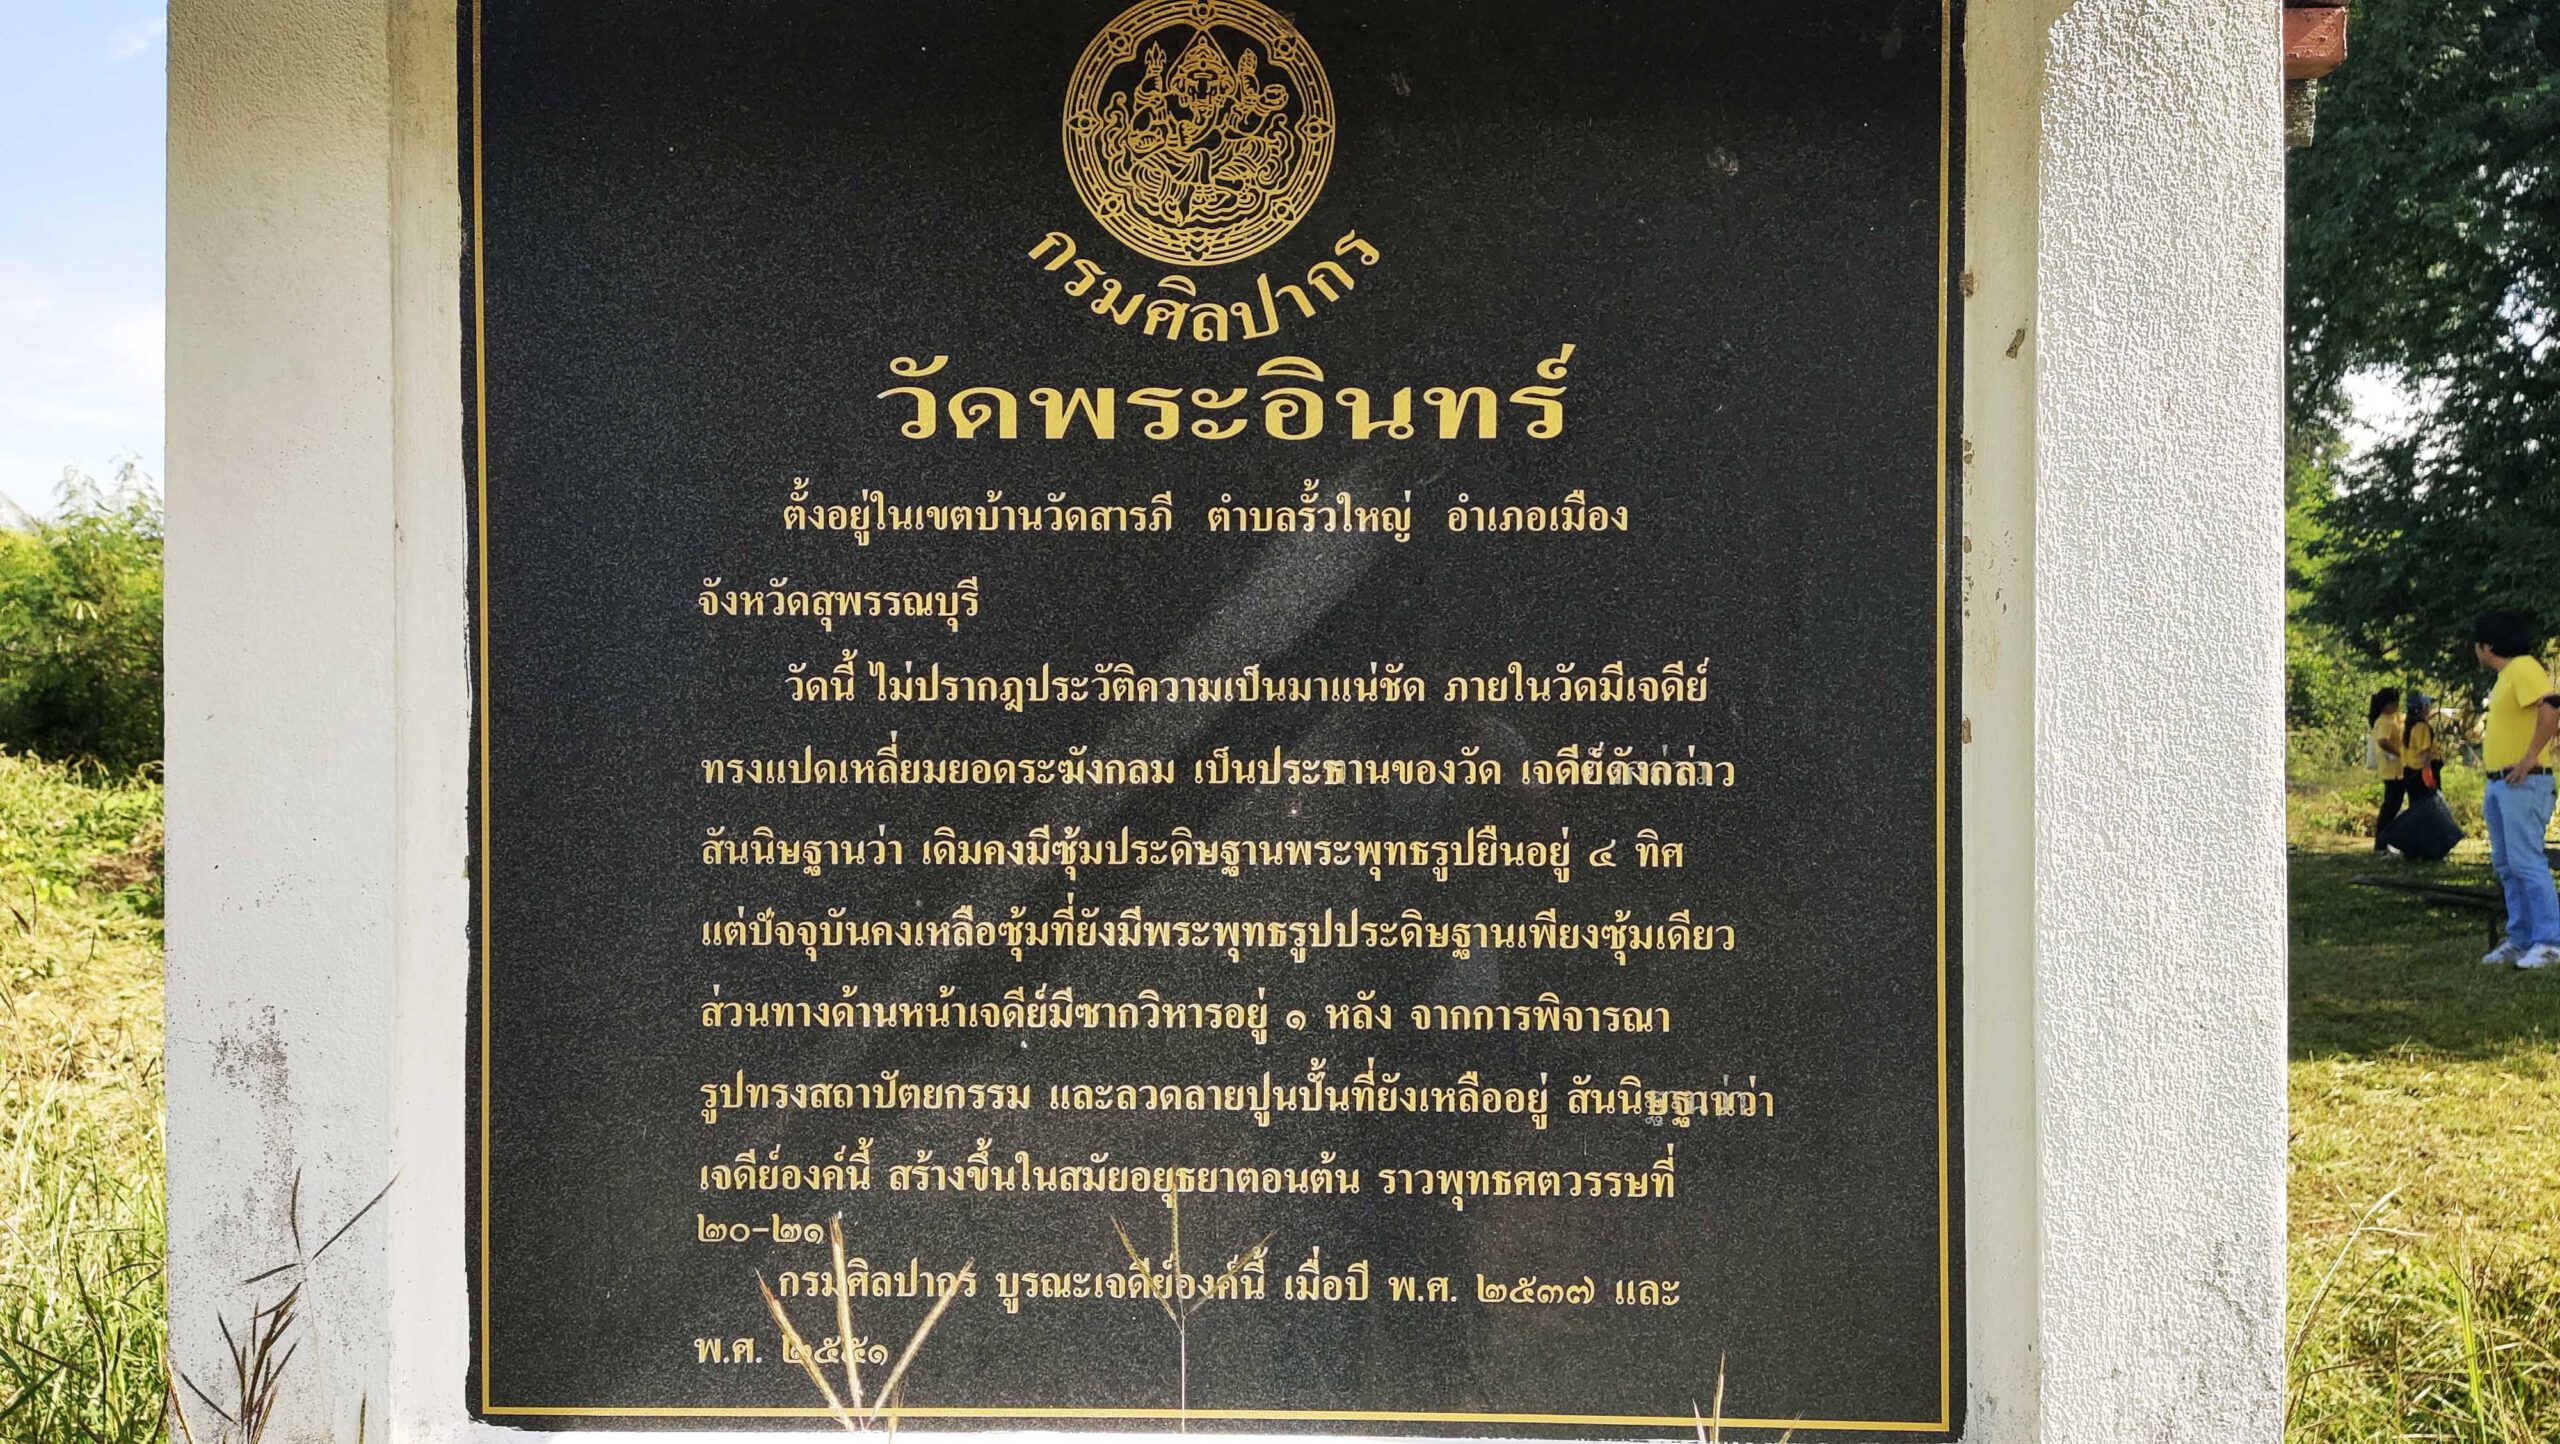 กรมศิลปากร
วัดพระอินทร์
ตั้งอยู่ในเขตบ้านวัดสารภี ตำบลรั้วใหญ่ อำเภอเมือง
จังหวัดสุพรรณบุรี
วัดนี้ ไม่ปรากฎประวัติความเป็นมาแน่ชัด ภายในวัดมีเจดีย์
ทรงแปดเหลี่ยมยอดระฆังกลม เป็นประธานของวัด เจดีย์ดังกล่าว
สันนิษฐานว่า เดิมคงมีซุ้มประดิษฐานพระพุทธรูปยืนอยู่ ๔ ทิศ
แต่ปัจจุบันคงเหลือซุ้มที่ยังมีพระพุทธรูปประดิษฐานเพียงซุ้มเดียว
ส่วนทางด้านหน้าเจดีย์มีซากวิหารอยู่ ๑ หลัง จากการพิจารณา
รูปทรงสถาปัตยกรรม และลวดลายปูนปั้นที่ยังเหลืออยู่ สันนิษฐานว่า
เจดีย์องค์นี้ สร้างขึ้นในสมัยอยุธยาตอนต้น ราวพุทธศตวรรษที่
๒๐-๒๑
กรมศิลปากร บูรณะเจดีย์องค์นี้ เมื่อปี พ.ศ. ๒๕๓๗ และ
พ.ศ. ๒๕๕๑